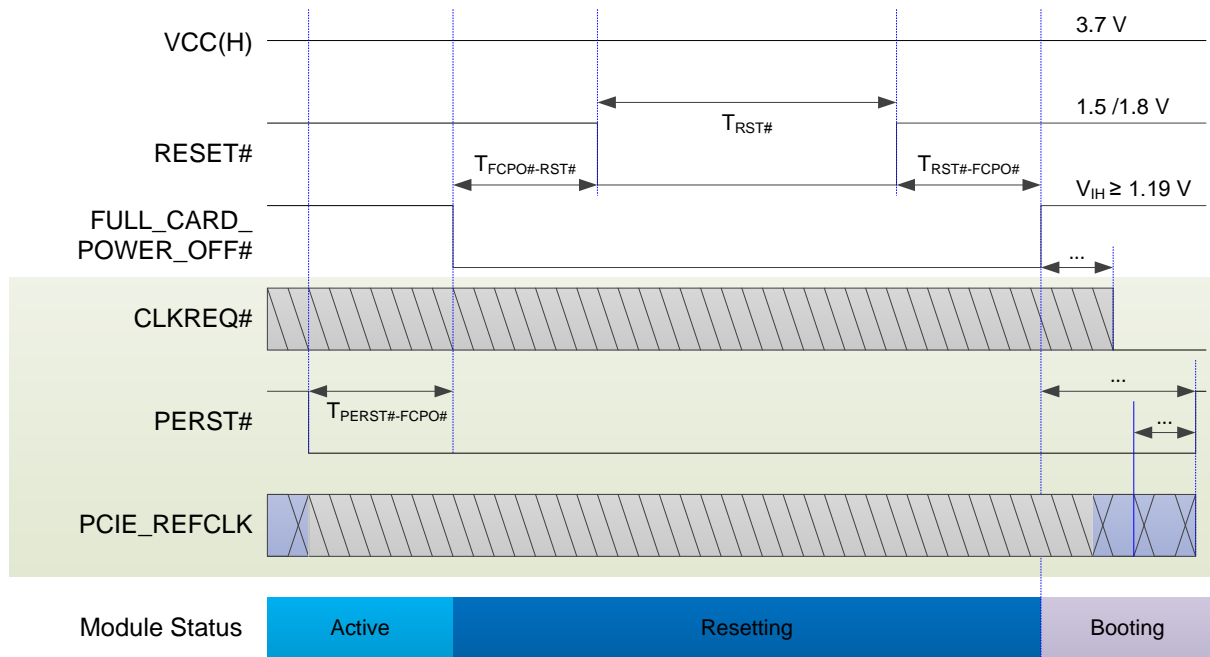 VCC(H)
3.7 V
RESET#
T_RST#
1.5 /1.8 V
T_FCPO#-RST#
T_RST#-FCPO#
FULL_CARD_
POWER_OFF#
V_IH ≥ 1.19 V
...
CLKREQ#
PERST#
T_PERST#-FCPO#
...
...
PCIE_REFCLK
Module Status
Active
Resetting
Booting